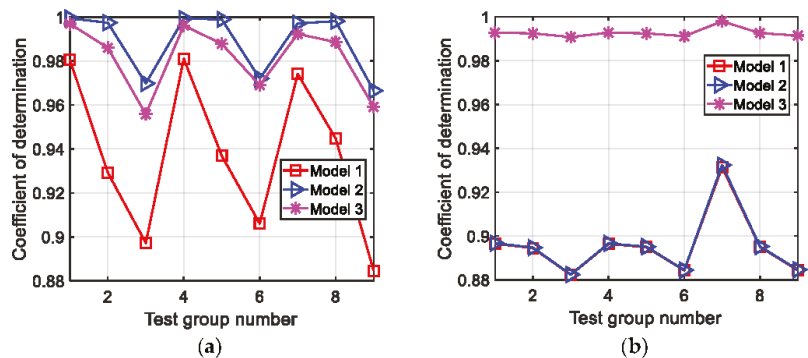 Coefficient of determination
1
0.98
0.96
0.94
0.92
0.9
0.88
2
4
6
8
Test group number
Model 1
Model 2
Model 3
(a)
Coefficient of determination
1
0.98
0.96
0.94
0.92
0.9
0.88
2
4
6
8
Test group number
Model 1
Model 2
Model 3
(b)